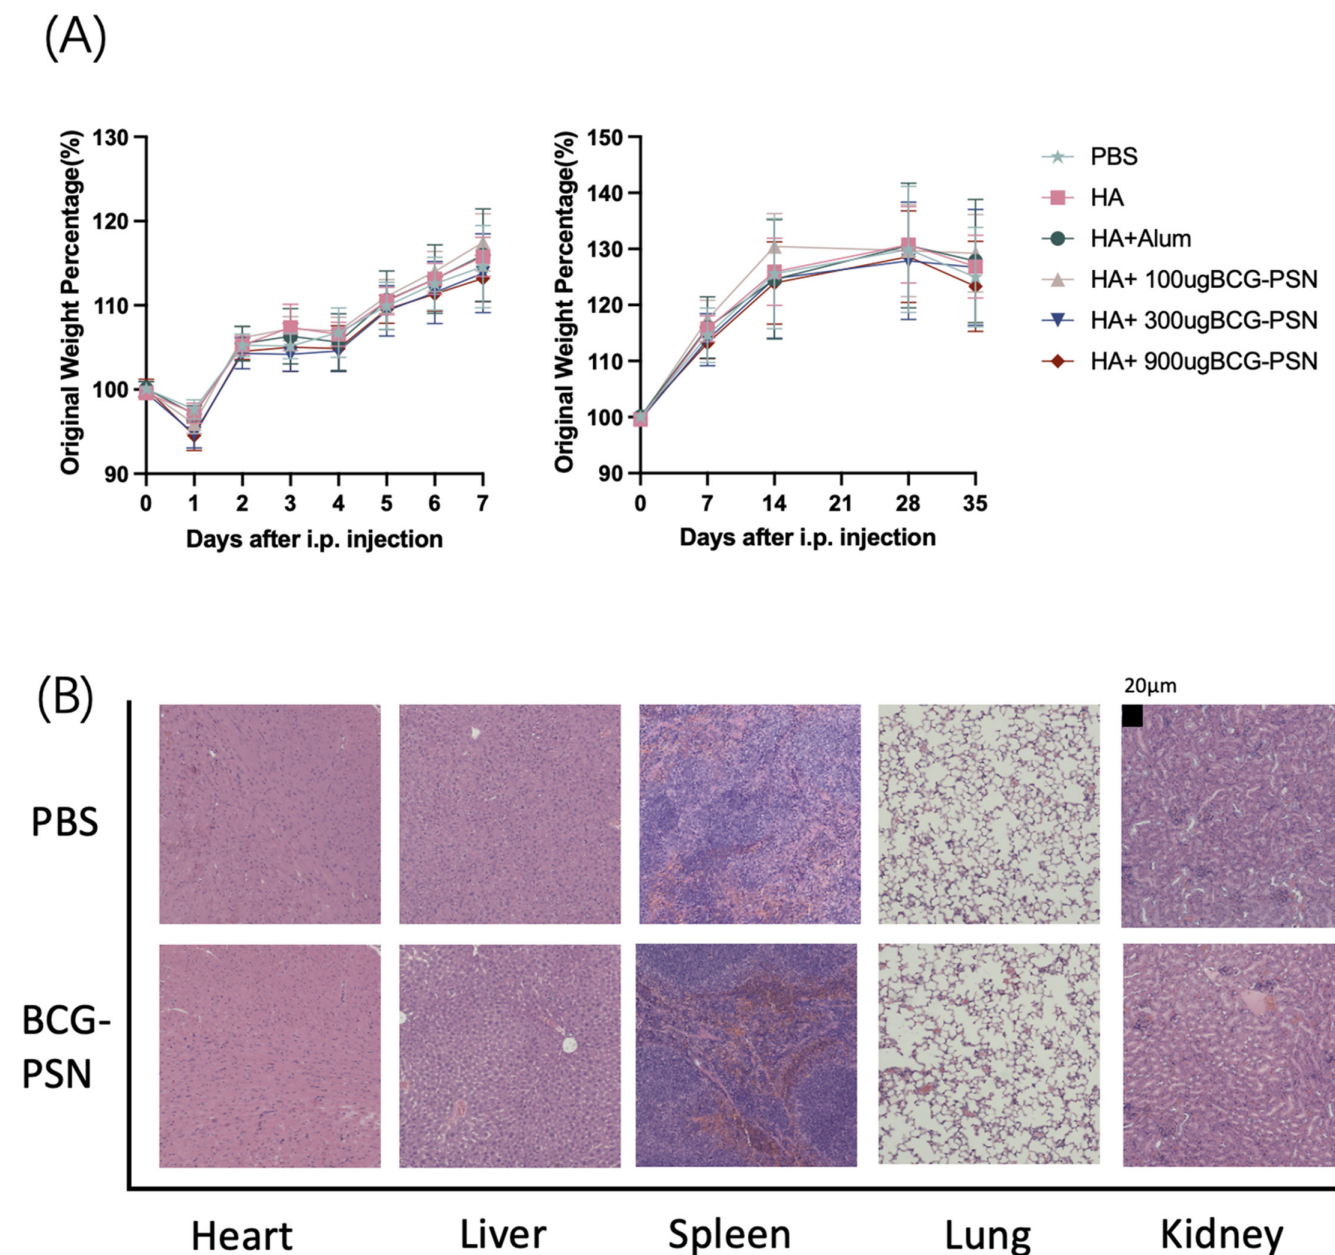 (A)
Original Weight Percentage(%)
130
120
110
100
90
0 1 2 3 4 5 6 7
Days after i.p. injection
Original Weight Percentage(%)
150
140
130
120
110
100
90
0 7 14 21 28 35
Days after i.p. injection
PBS
HA
HA+Alum
HA+ 100ugBCG-PSN
HA+ 300ugBCG-PSN
HA+ 900ugBCG-PSN
(B)
20μm
PBS
BCG-
PSN
Heart Liver Spleen Lung Kidney